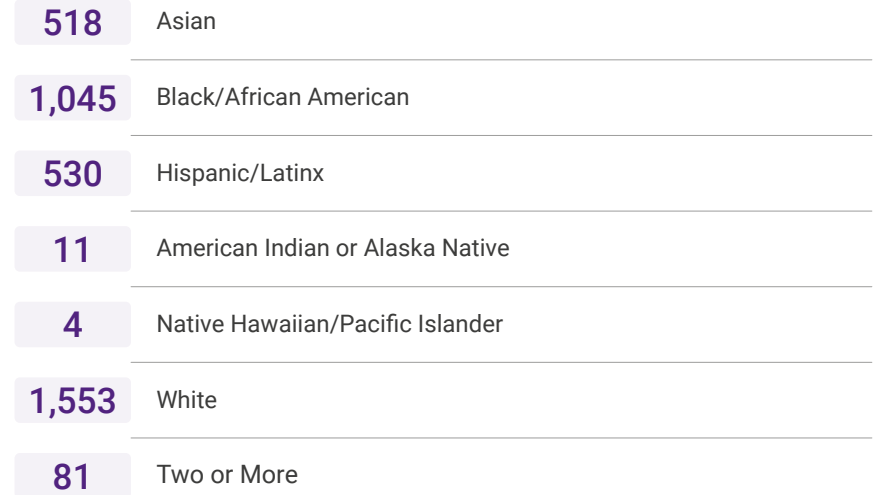 518 Asian
1,045 Black/African American
530 Hispanic/Latinx
11 American Indian or Alaska Native
4 Native Hawaiian/Pacific Islander
1,553 White
81 Two or More